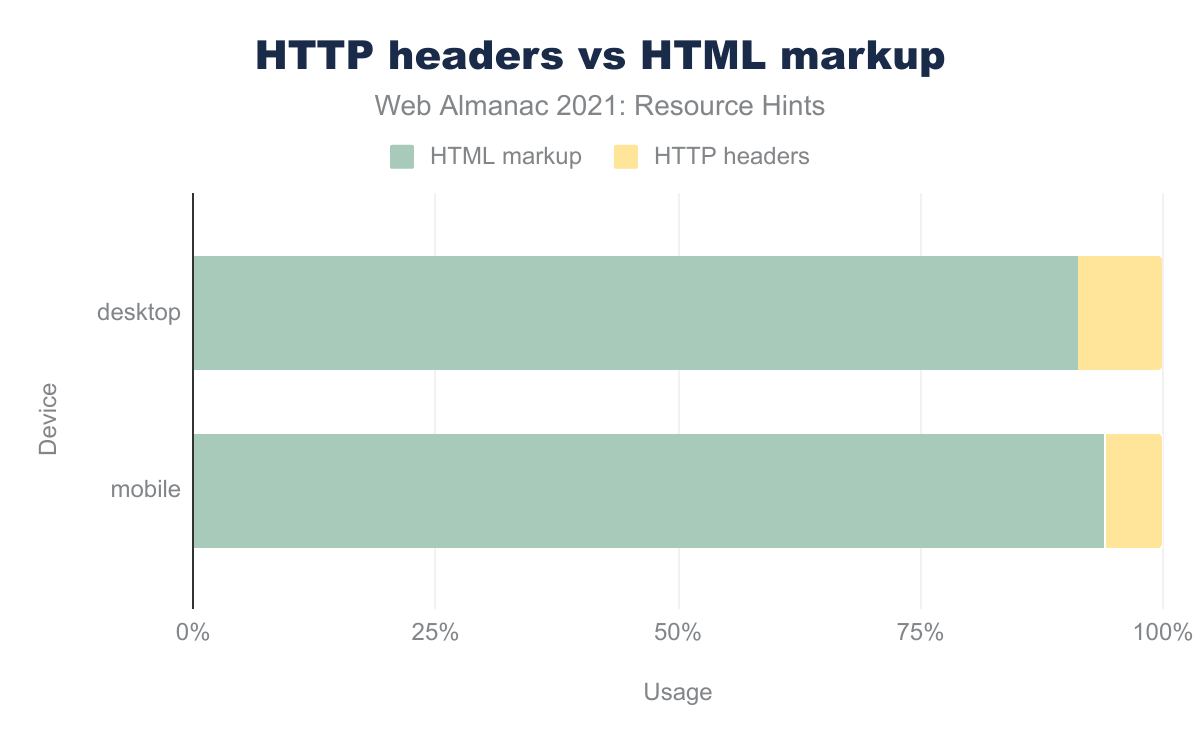 HTTP headers vs HTML markup
Web Almanac 2021: Resource Hints
HTML markup HTTP headers
desktop
mobile
Device
0% 25% 50% 75% 100%
Usage